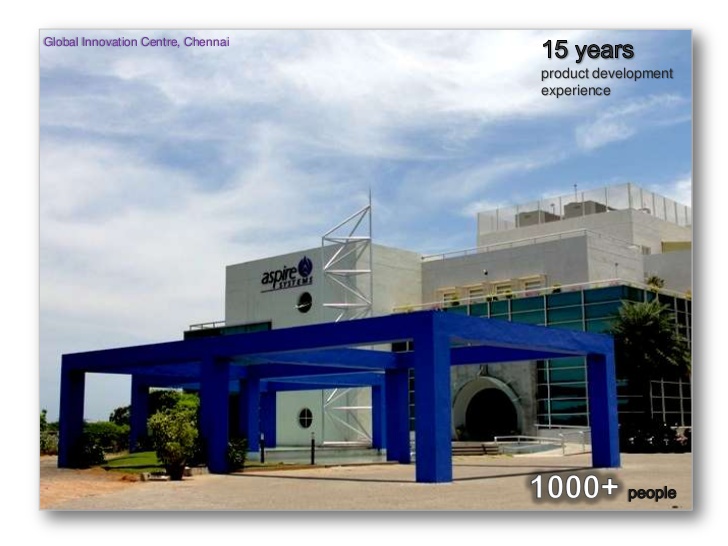 Global Innovation Centre, Chennai
15 years
product development
experience
aspire
SYSTEMS
1000+ people